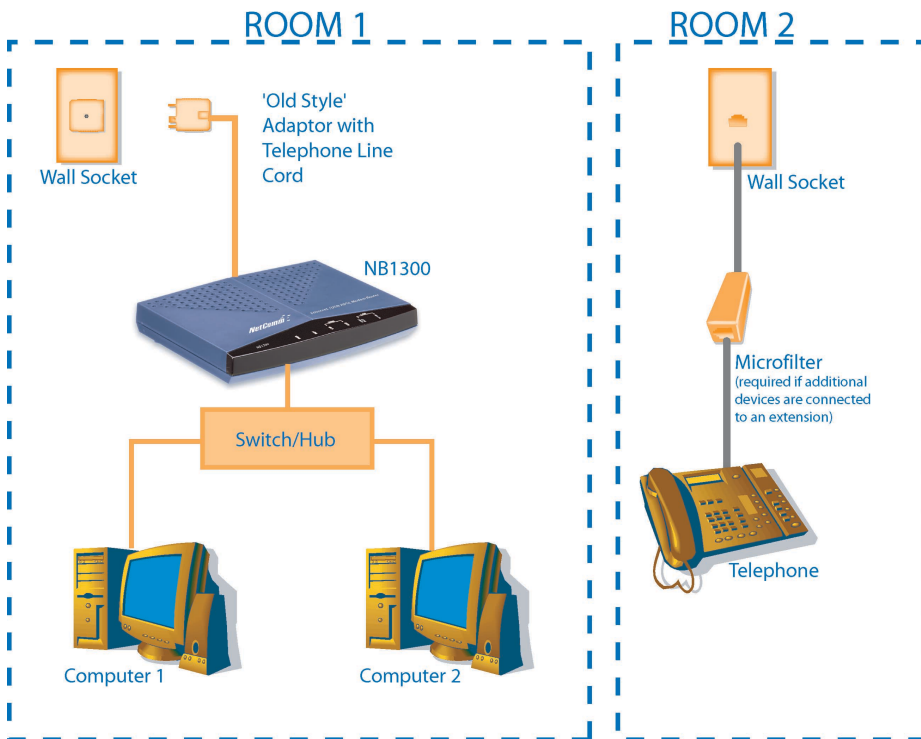 ROOM 1
ROOM 2
'Old Style'
Adaptor with
Telephone Line
Cord
Wall Socket
Wall Socket
NB1300
NetComm
Microfilter
(required if additional
devices are connected
to an extension)
Switch/Hub
Telephone
Computer 1
Computer 2